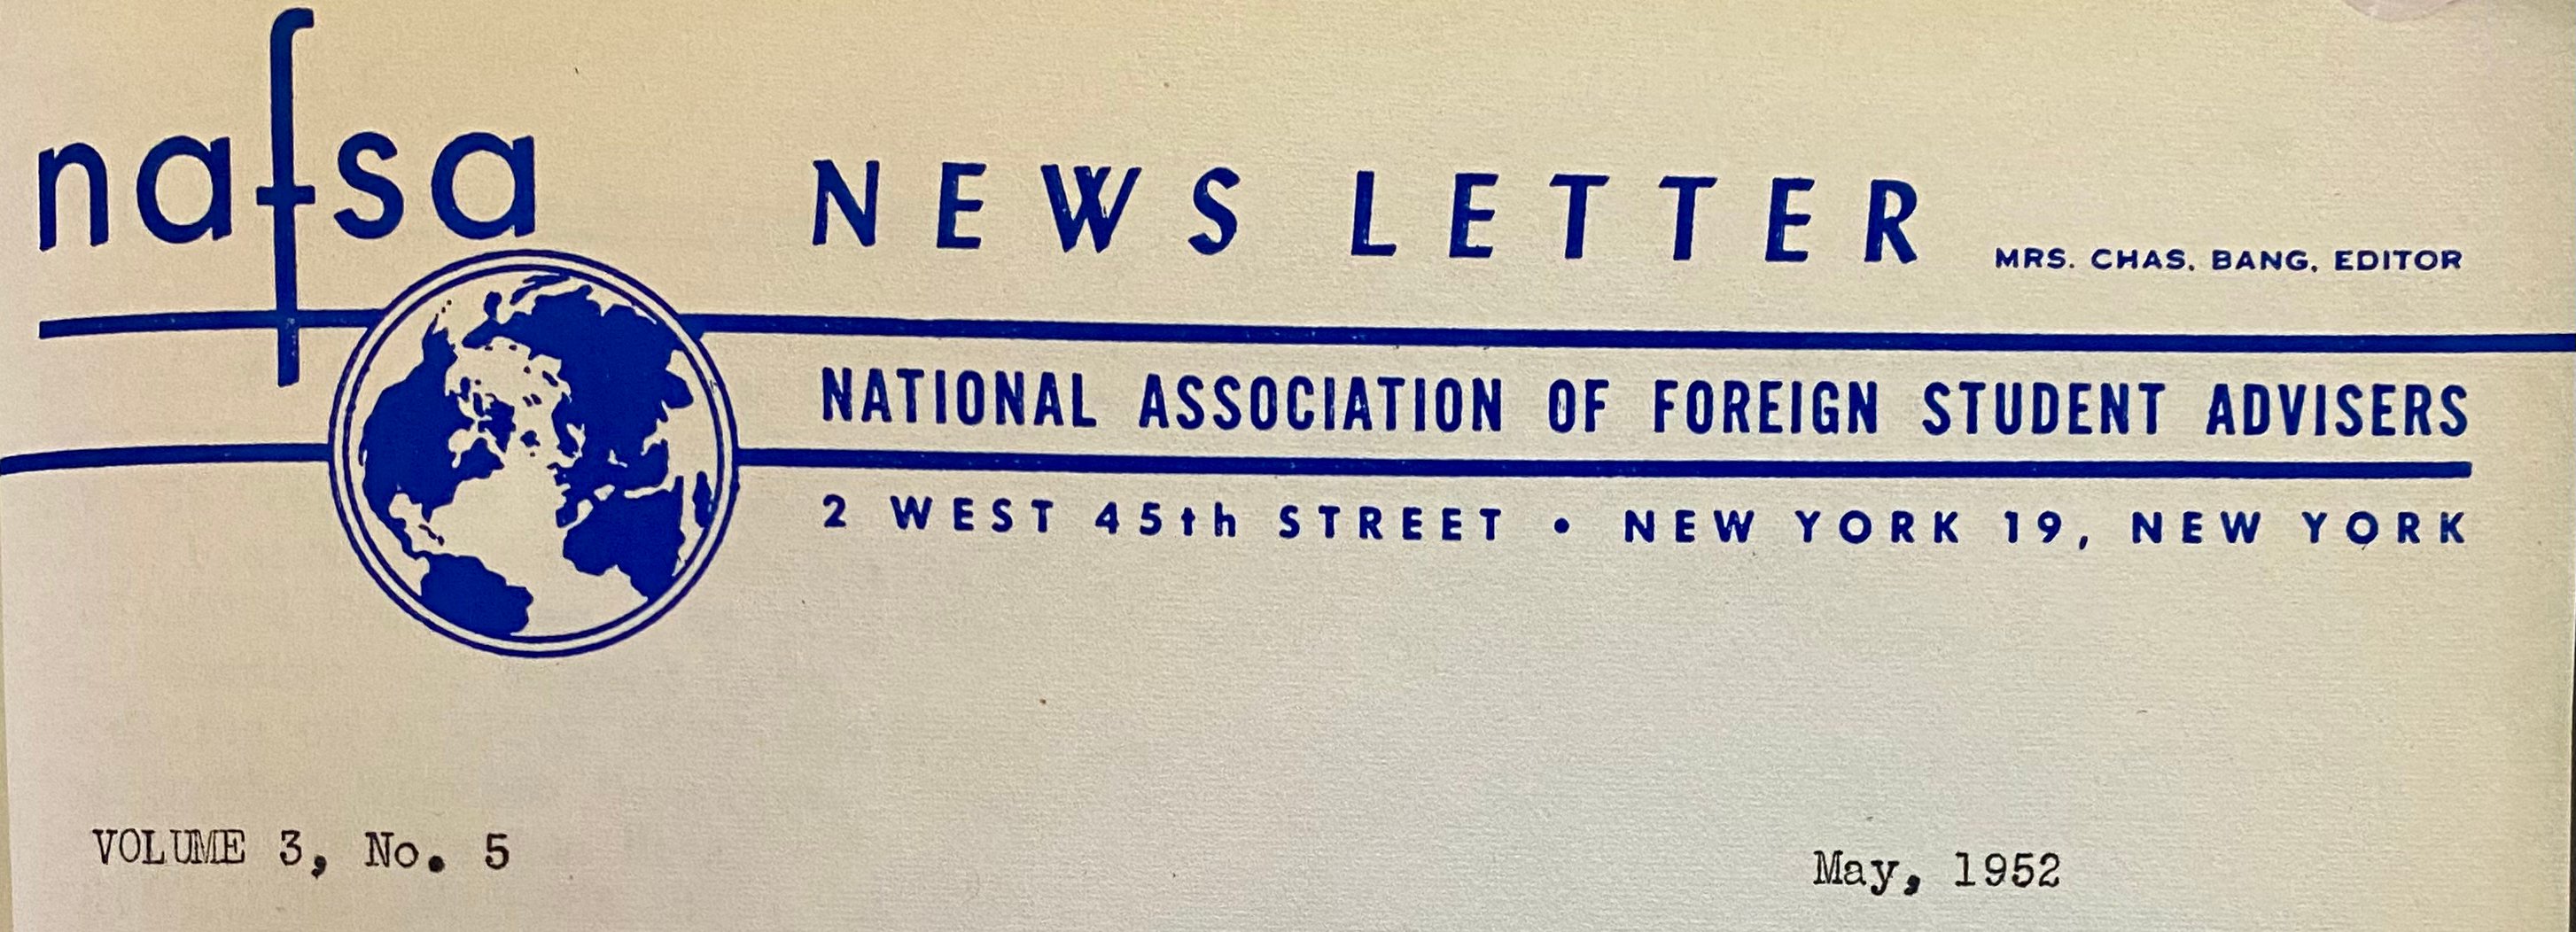 nafsa
NEWS LETTER
MRS. CHAS. BANG, EDITOR
NATIONAL ASSOCIATION OF FOREIGN STUDENT ADVISERS
2 WEST 45th STREET • NEW YORK 19, NEW YORK
VOLUME 3, No. 5
May, 1952